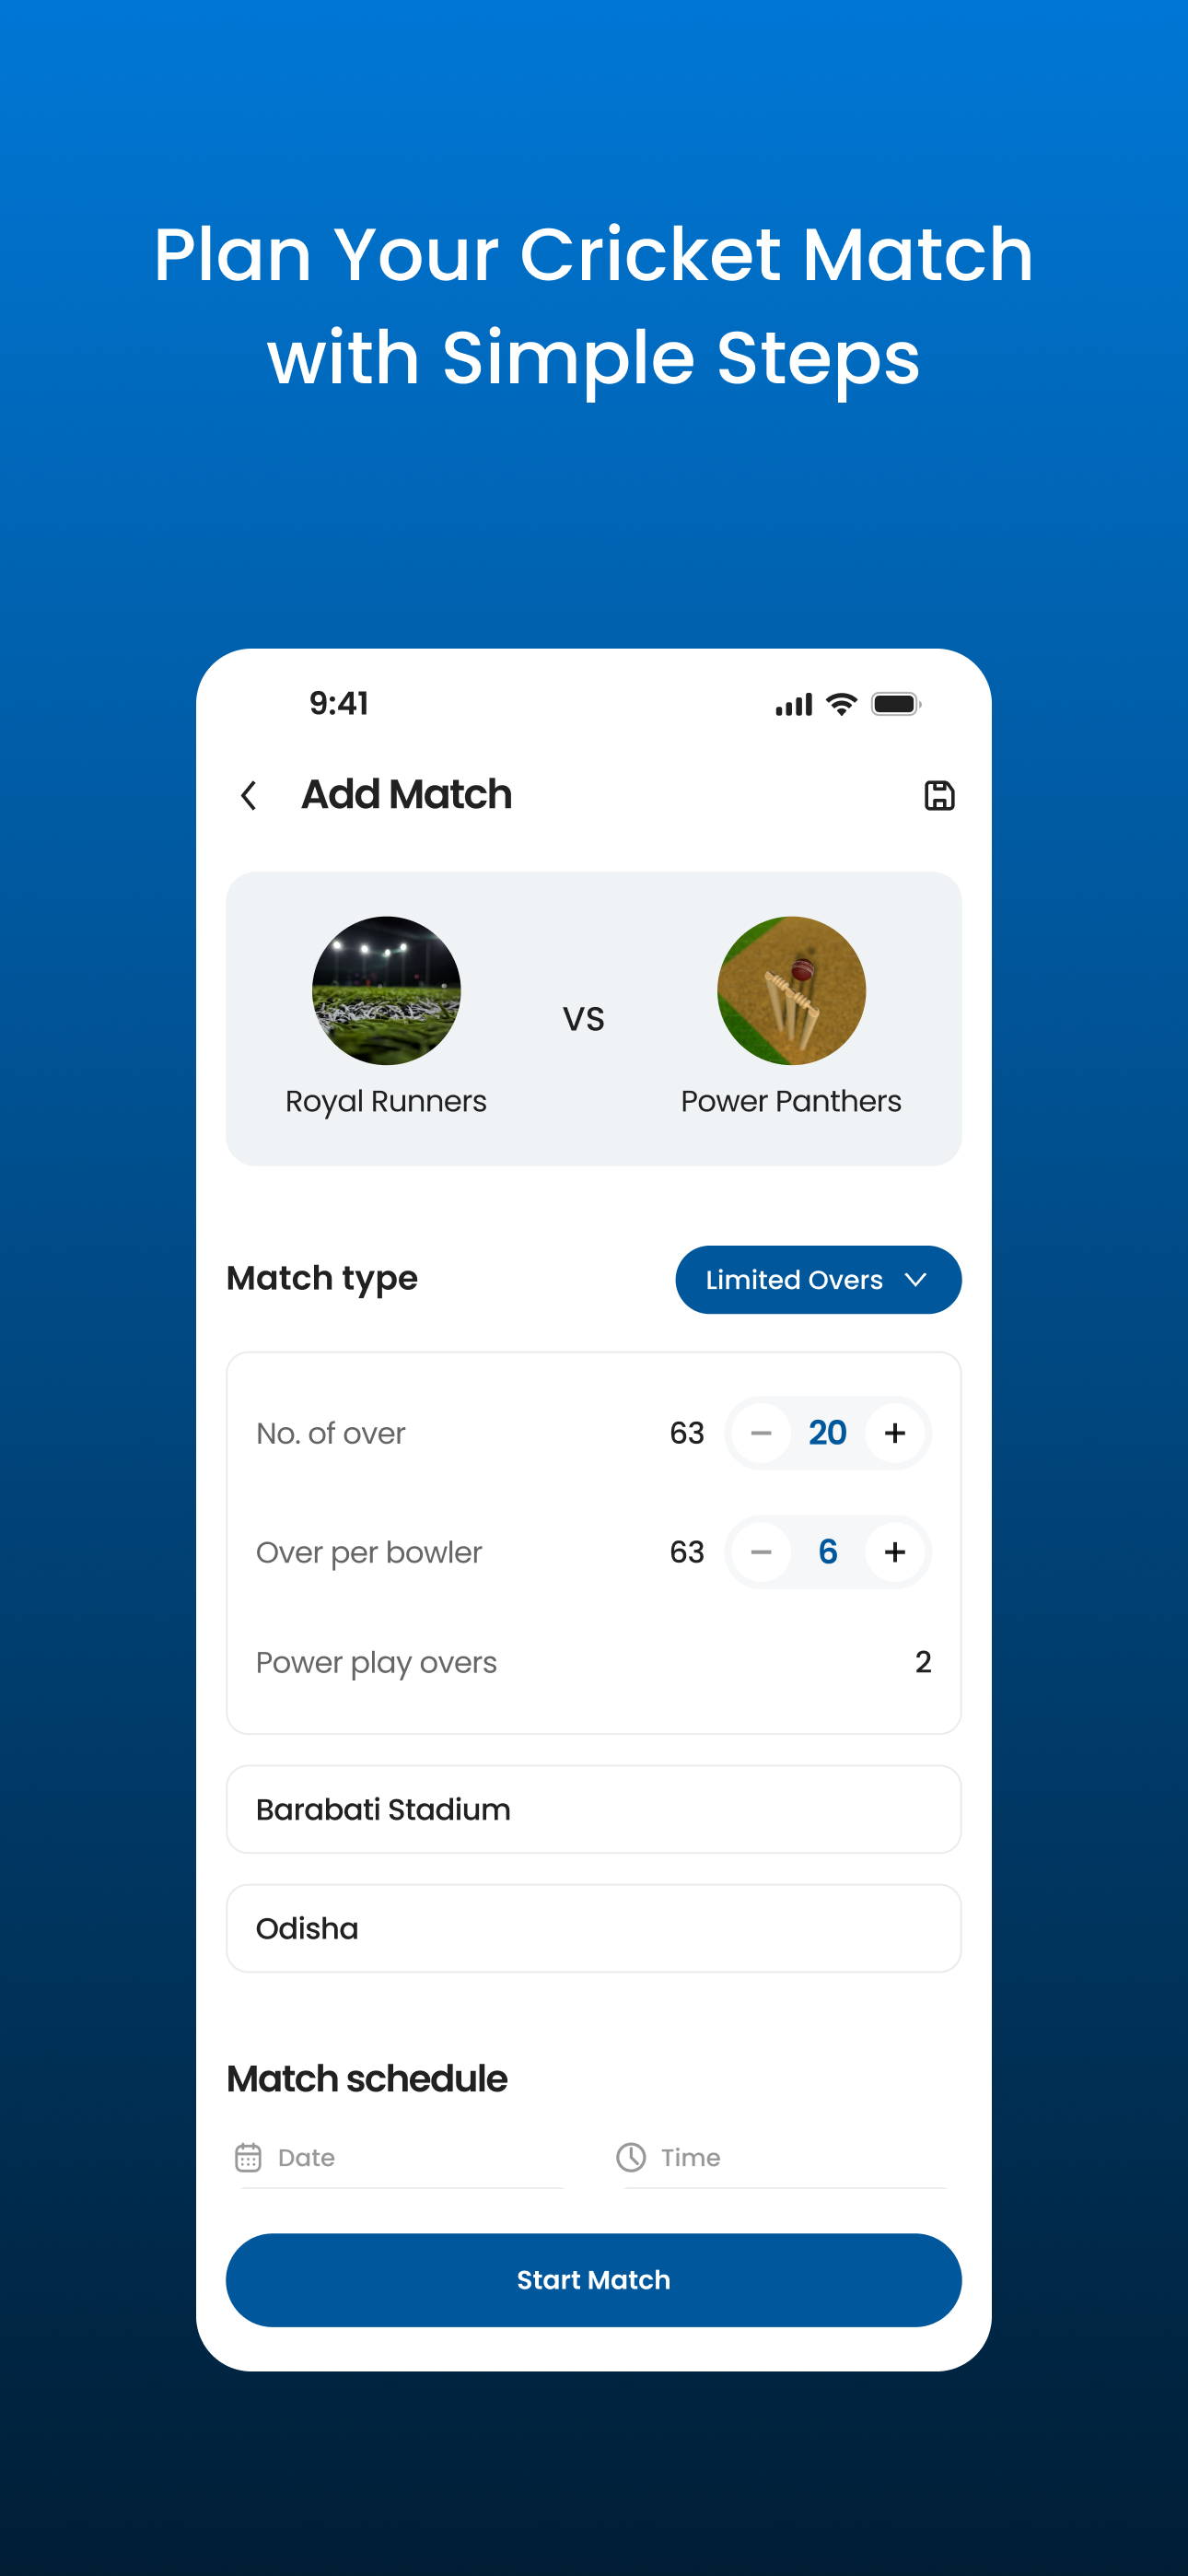 Plan Your Cricket Match
with Simple Steps
9:41
Add Match
VS
Royal Runners
Power Panthers
Match type
Limited Overs
No. of over 63 − 20 +
Over per bowler 63 − 6 +
Power play overs 2
Barabati Stadium
Odisha
Match schedule
Date Time
Start Match